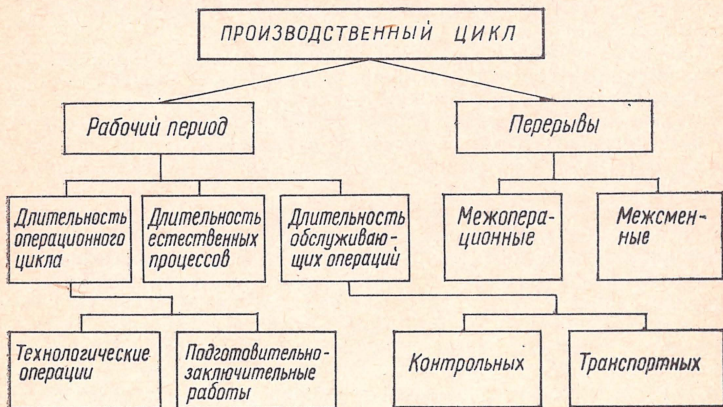 ПРОИЗВОДСТВЕННЫЙ ЦИКЛ
Рабочий период
Перерывы
Длительность
операционного
цикла
Длительность
естественных
процессов
Длительность
обслуживаю-
щих операций
Межопера-
ционные
Межсмен-
ные
Технологические
операции
Подготовительно-
заключительные
работы
Контрольных
Транспортных